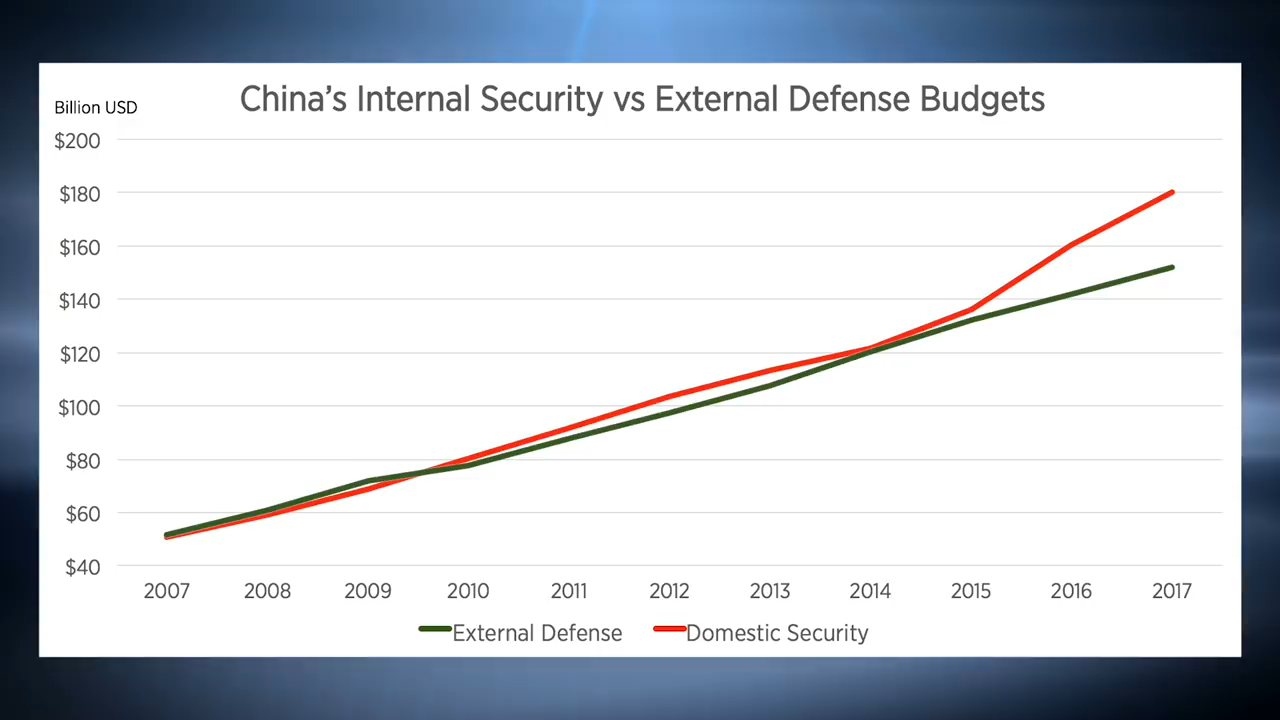 China’s Internal Security vs External Defense Budgets
Billion USD
$200
$180
$160
$140
$120
$100
$80
$60
$40
2007 2008 2009 2010 2011 2012 2013 2014 2015 2016 2017
External Defense Domestic Security